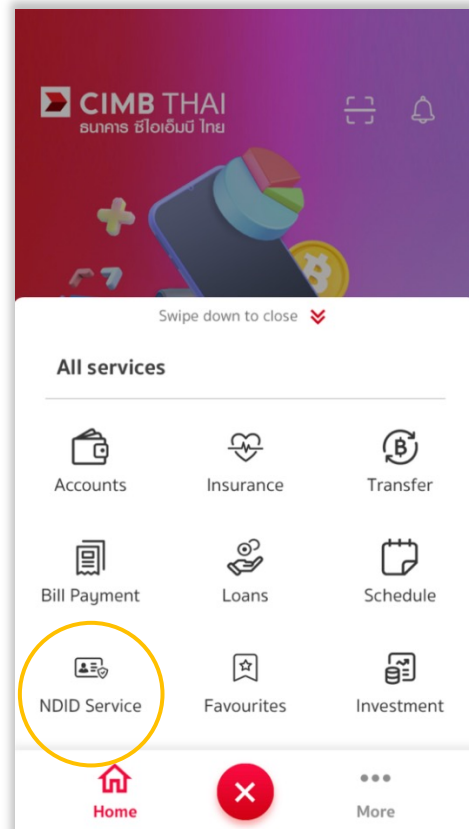 CIMB THAI
ธนาคาร ซีไอเอ็มบี ไทย
Swipe down to close
All services
Accounts
Insurance
Transfer
Bill Payment
Loans
Schedule
NDID Service
Favourites
Investment
Home
More